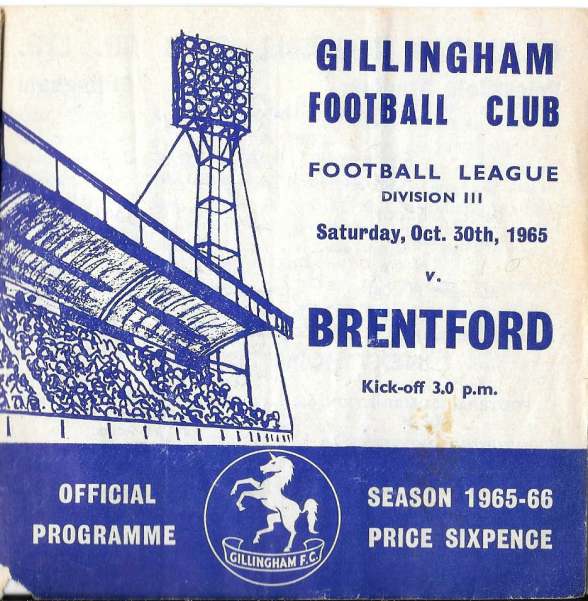 GILLINGHAM
FOOTBALL CLUB
FOOTBALL LEAGUE
DIVISION III
Saturday, Oct. 30th, 1965
v.
BRENTFORD
Kick-off 3.0 p.m.
OFFICIAL
PROGRAMME
GILLINGHAM F.C.
SEASON 1965-66
PRICE SIXPENCE